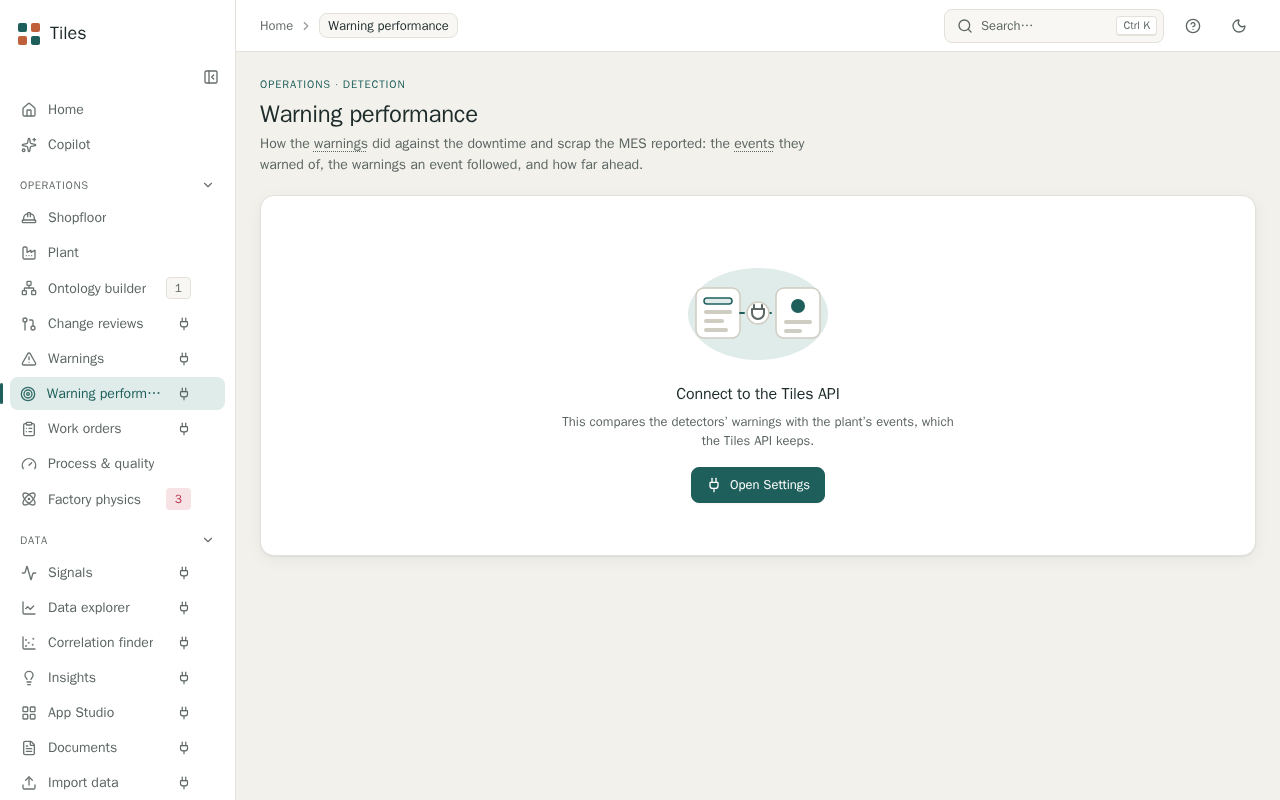 Tiles
Home
Copilot
OPERATIONS
Shopfloor
Plant
Ontology builder 1
Change reviews
Warnings
Warning perform···
Work orders
Process & quality
Factory physics 3
DATA
Signals
Data explorer
Correlation finder
Insights
App Studio
Documents
Import data
Home > Warning performance
Search··· Ctrl K
OPERATIONS · DETECTION
Warning performance
How the warnings did against the downtime and scrap the MES reported: the events they
warned of, the warnings an event followed, and how far ahead.
Connect to the Tiles API
This compares the detectors’ warnings with the plant’s events, which
the Tiles API keeps.
Open Settings